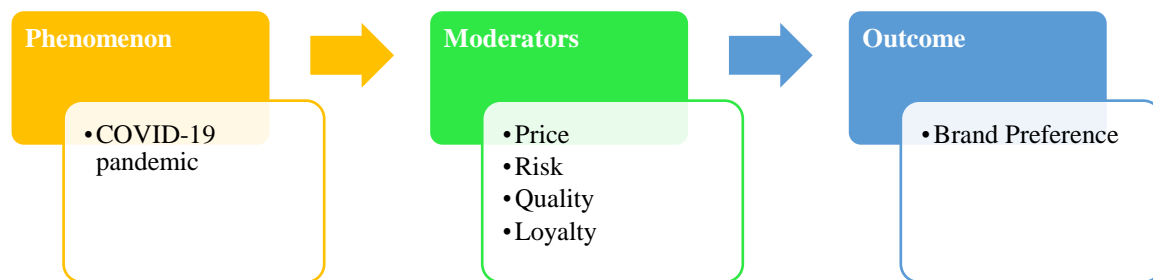 Phenomenon
•COVID-19
pandemic
Moderators
•Price
•Risk
•Quality
•Loyalty
Outcome
•Brand Preference